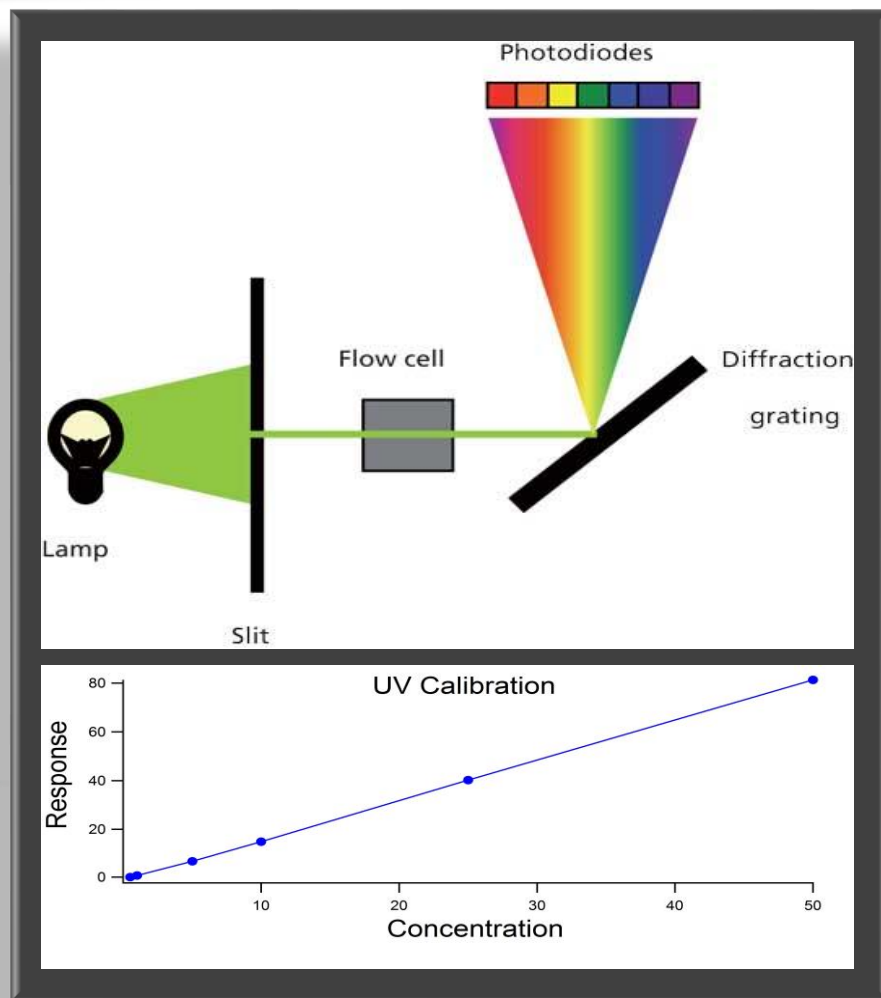 Photodiodes
Flow cell
Diffraction
grating
Lamp
Slit
UV Calibration
Response
80
60
40
20
0
10 20 30 40 50
Concentration